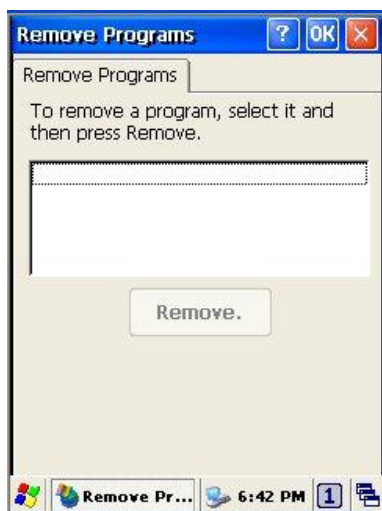 Remove Programs ? OK ×
Remove Programs
To remove a program, select it and
then press Remove.
Remove.
Remove Pr... 6:42 PM 1